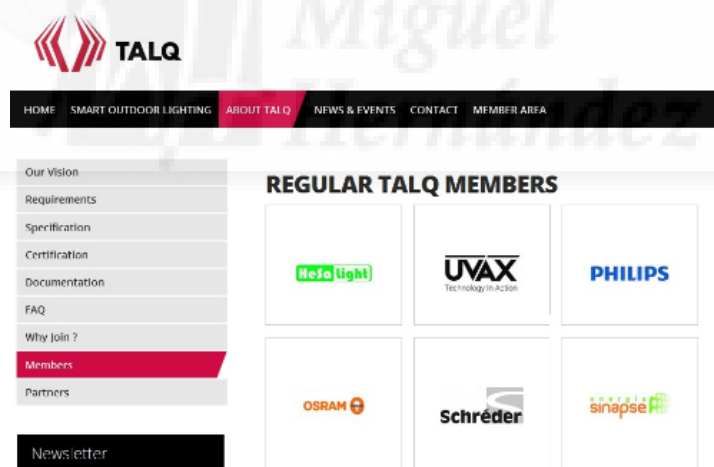 Miguel
Hernández
TALQ
HOME SMART OUTDOOR LIGHTING ABOUT TALQ NEWS & EVENTS CONTACT MEMBER AREA
Our Vision
Requirements
Specification
Certification
Documentation
FAQ
Why Join ?
Members
Partners
Newsletter
REGULAR TALQ MEMBERS
HeSa Light
UVAX
Technology in Action
PHILIPS
OSRAM
Schréder
energía
sinapse